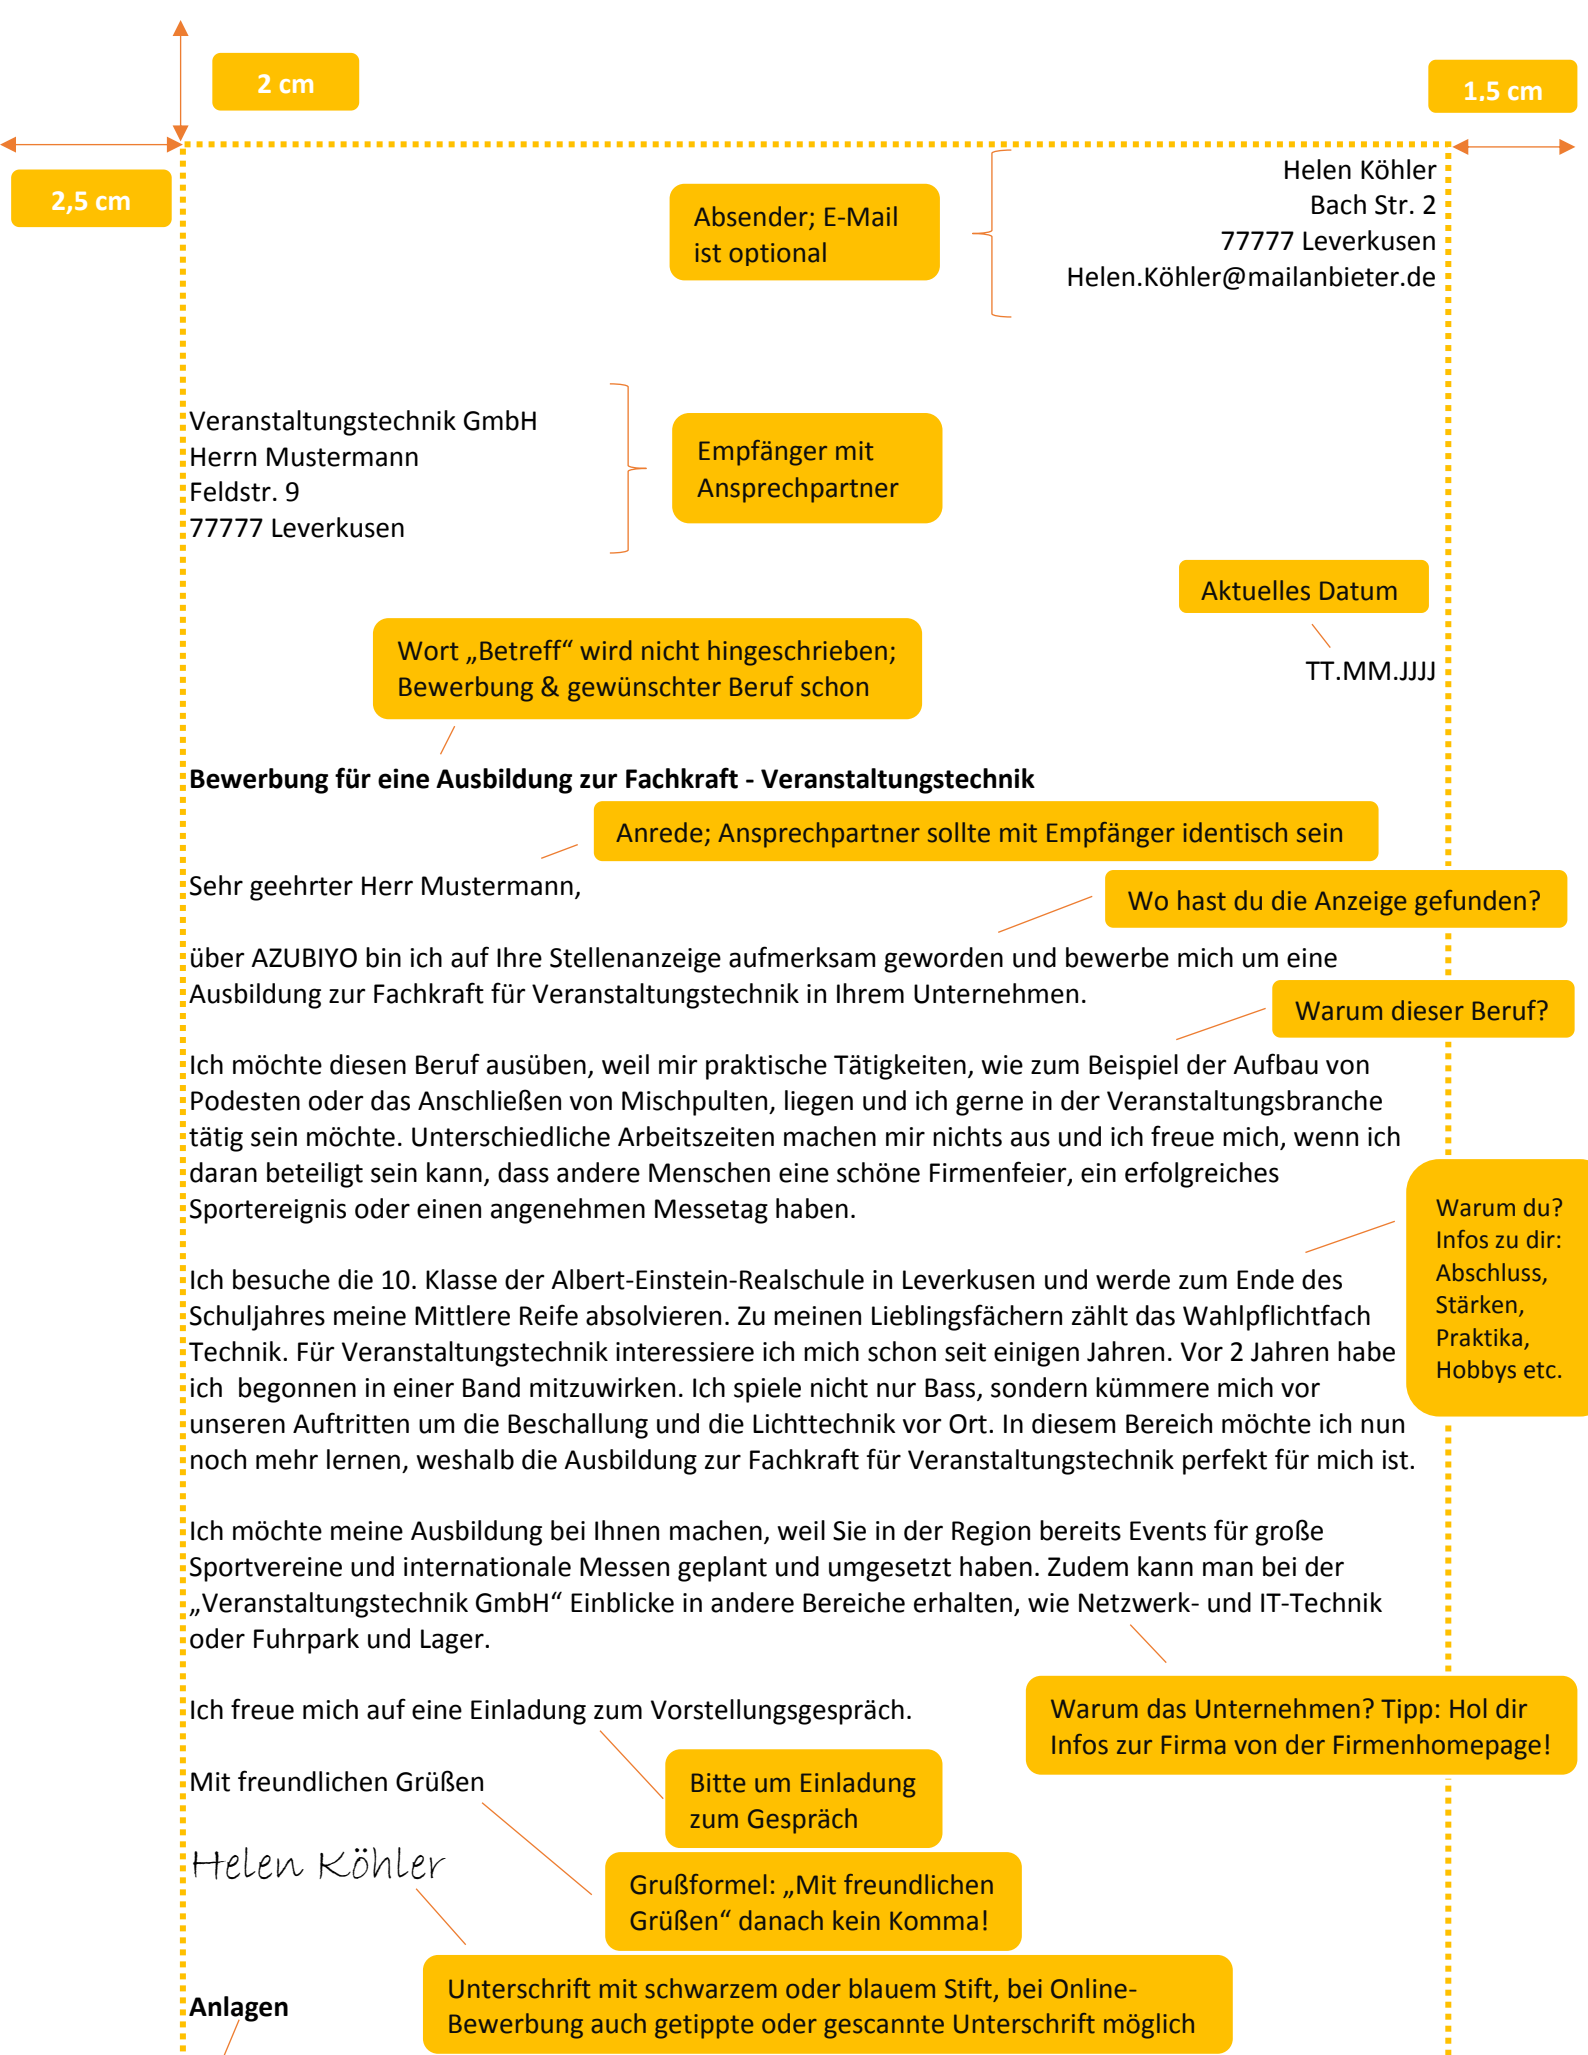 2 cm
1,5 cm
2,5 cm
Absender; E-Mail
ist optional
Helen Köhler
Bach Str. 2
77777 Leverkusen
Helen.Köhler@mailanbieter.de
Veranstaltungstechnik GmbH
Herrn Mustermann
Feldstr. 9
77777 Leverkusen
Empfänger mit
Ansprechpartner
Aktuelles Datum
TT.MM.JJJJ
Wort „Betreff“ wird nicht hingeschrieben;
Bewerbung & gewünschter Beruf schon
Bewerbung für eine Ausbildung zur Fachkraft - Veranstaltungstechnik
Anrede; Ansprechpartner sollte mit Empfänger identisch sein
Sehr geehrter Herr Mustermann,
Wo hast du die Anzeige gefunden?
über AZUBIYO bin ich auf Ihre Stellenanzeige aufmerksam geworden und bewerbe mich um eine
Ausbildung zur Fachkraft für Veranstaltungstechnik in Ihrem Unternehmen.
Warum dieser Beruf?
Ich möchte diesen Beruf ausüben, weil mir praktische Tätigkeiten, wie zum Beispiel der Aufbau von
Podesten oder das Anschließen von Mischpulten, liegen und ich gerne in der Veranstaltungsbranche
tätig sein möchte. Unterschiedliche Arbeitszeiten machen mir nichts aus und ich freue mich, wenn ich
daran beteiligt sein kann, dass andere Menschen eine schöne Firmenfeier, ein erfolgreiches
Sportereignis oder einen angenehmen Messetag haben.
Warum du?
Infos zu dir:
Abschluss,
Stärken,
Praktika,
Hobbys etc.
Ich besuche die 10. Klasse der Albert-Einstein-Realschule in Leverkusen und werde zum Ende des
Schuljahres meine Mittlere Reife absolvieren. Zu meinen Lieblingsfächern zählt das Wahlpflichtfach
Technik. Für Veranstaltungstechnik interessiere ich mich schon seit einigen Jahren. Vor 2 Jahren habe
ich  begonnen in einer Band mitzuwirken. Ich spiele nicht nur Bass, sondern kümmere mich vor
unseren Auftritten um die Beschallung und die Lichttechnik vor Ort. In diesem Bereich möchte ich nun
noch mehr lernen, weshalb die Ausbildung zur Fachkraft für Veranstaltungstechnik perfekt für mich ist.
Ich möchte meine Ausbildung bei Ihnen machen, weil Sie in der Region bereits Events für große
Sportvereine und internationale Messen geplant und umgesetzt haben. Zudem kann man bei der
„Veranstaltungstechnik GmbH“ Einblicke in andere Bereiche erhalten, wie Netzwerk- und IT-Technik
oder Fuhrpark und Lager.
Warum das Unternehmen? Tipp: Hol dir
Infos zur Firma von der Firmenhomepage!
Ich freue mich auf eine Einladung zum Vorstellungsgespräch.
Bitte um Einladung
zum Gespräch
Mit freundlichen Grüßen
Helen Köhler
Grußformel: „Mit freundlichen
Grüßen“ danach kein Komma!
Unterschrift mit schwarzem oder blauem Stift, bei Online-
Bewerbung auch getippte oder gescannte Unterschrift möglich
Anlagen